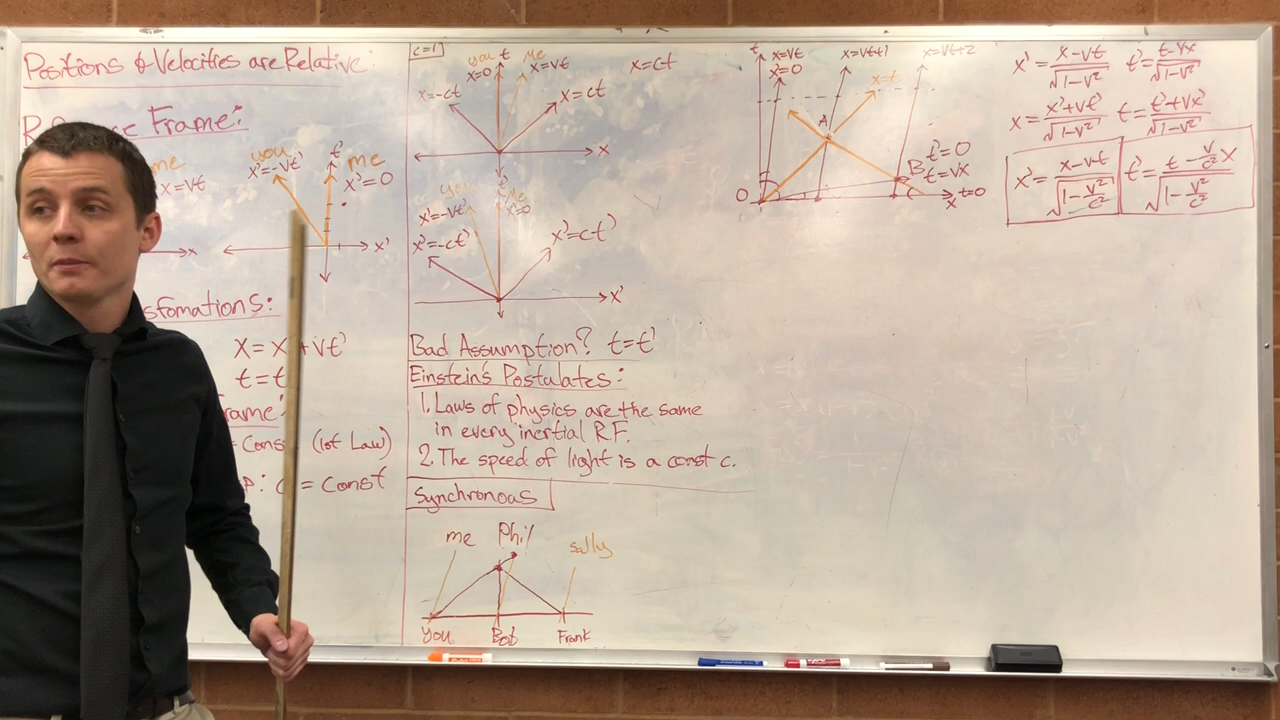 Positions & Velocities are Relative:
Frame:
me
x=vt
x
you
x'=-vt'
t'
me
x'=0
x'
sfomations:
x = x + vt'
t = t
rame:
= Const (1st Law)
P: c = Const
c=1
you t me
x=0 x=vt
x=ct
x=-ct
x=ct
x
you t' me
x'=-vt' x'=0
x'=-ct'
x'=ct'
x'
Bad Assumption? t=t'
Einstein's Postulates:
1. Laws of physics are the same
in every inertial R.F.
2. The speed of light is a const c.
Synchronous
me Phil sally
you Bob Frank
t x=vt x=vt+1 x=vt+2
x=0
x=t
A
B
t'=0
t=vx
0
x t=0
x' = x-vt/√1-v² t' = t-vx/√1-v²
x = x'+vt'/√1-v² t = t'+vx'/√1-v²
x' = x-vt/√1-v²/c² t' = t-v/c² x/√1-v²/c²